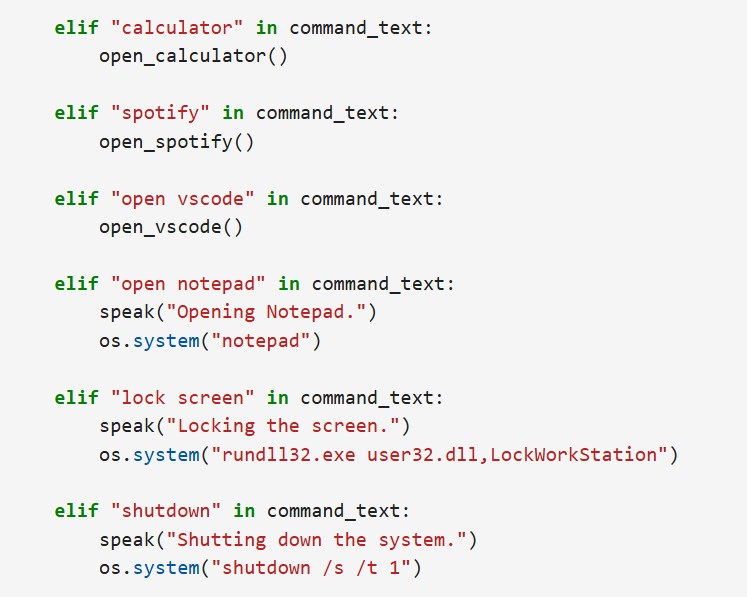 elif "calculator" in command_text:
    open_calculator()
elif "spotify" in command_text:
    open_spotify()
elif "open vscode" in command_text:
    open_vscode()
elif "open notepad" in command_text:
    speak("Opening Notepad.")
    os.system("notepad")
elif "lock screen" in command_text:
    speak("Locking the screen.")
    os.system("rundll32.exe user32.dll,LockWorkStation")
elif "shutdown" in command_text:
    speak("Shutting down the system.")
    os.system("shutdown /s /t 1")